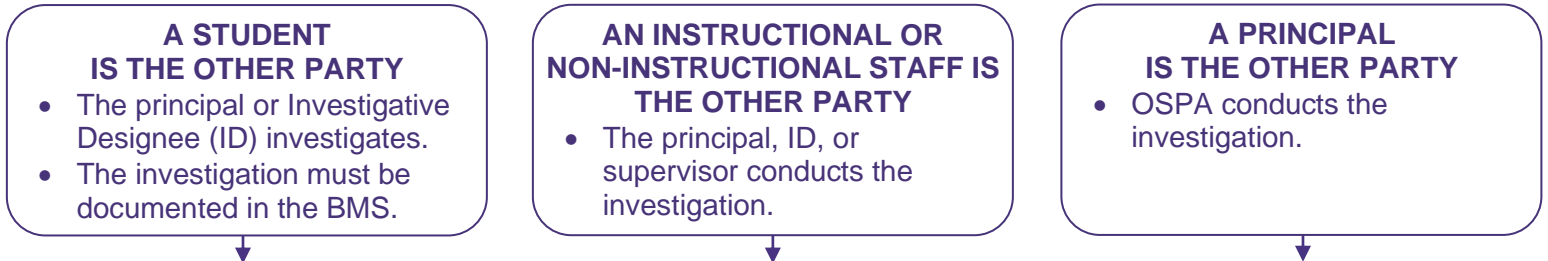 A STUDENT
IS THE OTHER PARTY
• The principal or Investigative
Designee (ID) investigates.
• The investigation must be
documented in the BMS.
AN INSTRUCTIONAL OR
NON-INSTRUCTIONAL STAFF IS
THE OTHER PARTY
• The principal, ID, or
supervisor conducts the
investigation.
A PRINCIPAL
IS THE OTHER PARTY
• OSPA conducts the
investigation.